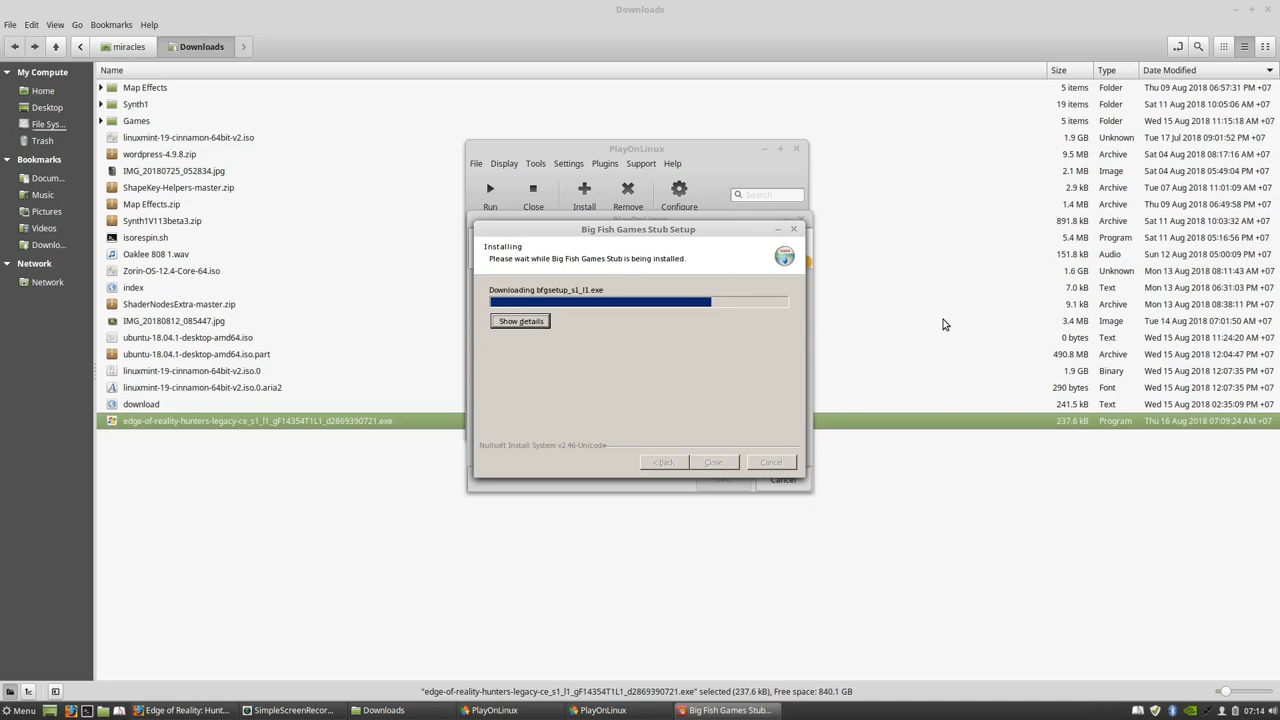 Downloads
File Edit View Go Bookmarks Help
miracles Downloads
My Compute
Home
Desktop
File Sys...
Trash
Bookmarks
Docum...
Music
Pictures
Videos
Downlo...
Network
Network
Name Size Type Date Modified
Map Effects 5 items Folder Thu 09 Aug 2018 06:57:31 PM +07
Synth1 19 items Folder Sat 11 Aug 2018 10:05:06 AM +07
Games 5 items Folder Wed 15 Aug 2018 11:15:18 AM +07
linuxmint-19-cinnamon-64bit-v2.iso 1.9 GB Unknown Tue 17 Jul 2018 09:01:52 PM +07
wordpress-4.9.8.zip 9.5 MB Archive Sat 04 Aug 2018 08:17:16 AM +07
IMG_20180725_052834.jpg 2.1 MB Image Sat 04 Aug 2018 05:49:54 PM +07
ShapeKey-Helpers-master.zip 2.9 kB Archive Tue 07 Aug 2018 11:01:09 AM +07
Map Effects.zip 1.4 MB Archive Thu 09 Aug 2018 06:49:58 PM +07
Synth1V113beta3.zip 891.8 kB Archive Sat 11 Aug 2018 10:03:32 AM +07
isorespin.sh 5.4 MB Program Sat 11 Aug 2018 05:16:56 PM +07
Oaklee 808 1.wav 151.8 kB Audio Sun 12 Aug 2018 05:00:09 PM +07
Zorin-OS-12.4-Core-64.iso 1.6 GB Unknown Mon 13 Aug 2018 08:11:43 AM +07
index 7.0 kB Text Mon 13 Aug 2018 06:31:03 PM +07
ShaderNodesExtra-master.zip 9.1 kB Archive Mon 13 Aug 2018 08:38:11 PM +07
IMG_20180812_085447.jpg 3.4 MB Image Tue 14 Aug 2018 07:01:50 AM +07
ubuntu-18.04.1-desktop-amd64.iso 0 bytes Text Wed 15 Aug 2018 11:24:20 AM +07
ubuntu-18.04.1-desktop-amd64.iso.part 490.8 MB Archive Wed 15 Aug 2018 12:04:47 PM +07
linuxmint-19-cinnamon-64bit-v2.iso.0 1.9 GB Binary Wed 15 Aug 2018 12:07:35 PM +07
linuxmint-19-cinnamon-64bit-v2.iso.0.aria2 290 bytes Font Wed 15 Aug 2018 12:07:35 PM +07
download 241.5 kB Text Wed 15 Aug 2018 02:35:09 PM +07
edge-of-reality-hunters-legacy-ce_s1_l1_gF14354T1L1_d2869390721.exe 237.6 kB Program Thu 16 Aug 2018 07:09:24 AM +07
PlayOnLinux
File Display Tools Settings Plugins Support Help
Search
Run Close Install Remove Configure
Big Fish Games Stub Setup
Installing
Please wait while Big Fish Games Stub is being installed.
Downloading bfgsetup_s1_l1.exe
Show details
Nullsoft Install System v2.46-Unicode
< Back Close Cancel
Cancel
"edge-of-reality-hunters-legacy-ce_s1_l1_gF14354T1L1_d2869390721.exe" selected (237.6 kB), Free space: 840.1 GB
Menu Edge of Reality: Hunt... SimpleScreenRecor... Downloads PlayOnLinux PlayOnLinux Big Fish Games Stub... 07:14